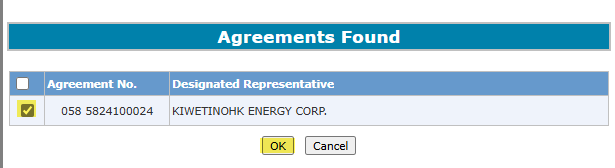 Agreements Found
Agreement No. Designated Representative
058 5824100024 KIWETINOHK ENERGY CORP.
OK Cancel